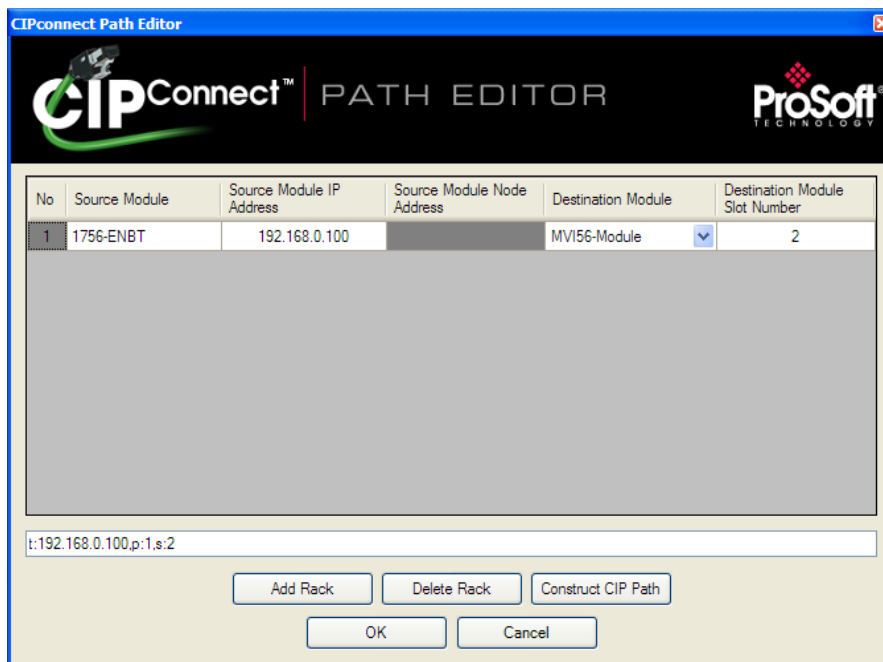 CIPconnect Path Editor
CIPConnect™ | PATH EDITOR
ProSoft®
TECHNOLOGY
No
Source Module
Source Module IP
Address
Source Module Node
Address
Destination Module
Destination Module
Slot Number
1
1756-ENBT
192.168.0.100
MVI56-Module
2
t:192.168.0.100,p:1,s:2
Add Rack
Delete Rack
Construct CIP Path
OK
Cancel